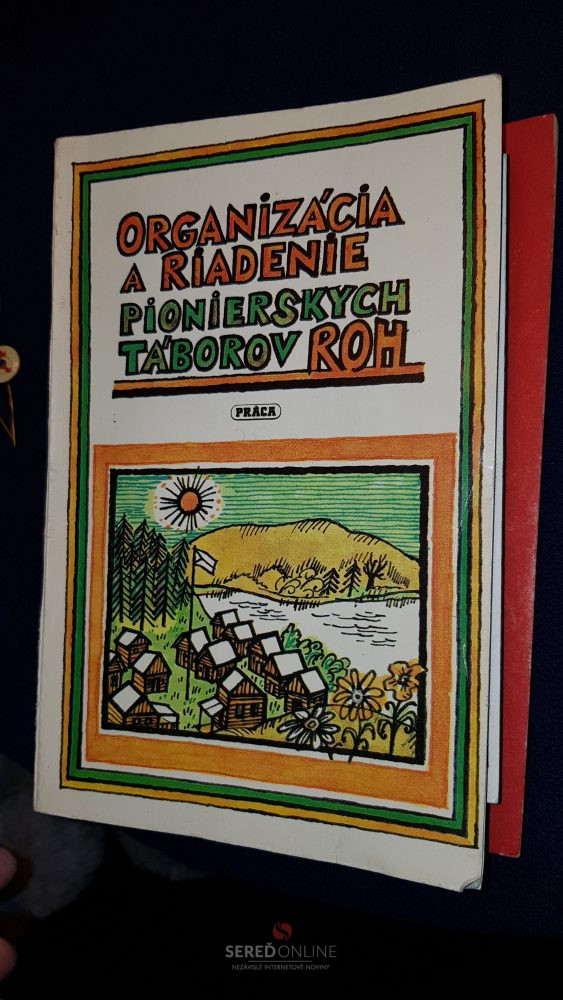 ORGANIZÁCIA
A RIADENIE
PIONIERSKYCH
TÁBOROV ROH
PRÁCA
SEREĎONLINE
NEZÁVISLÉ INTERNETOVÉ NOVINY